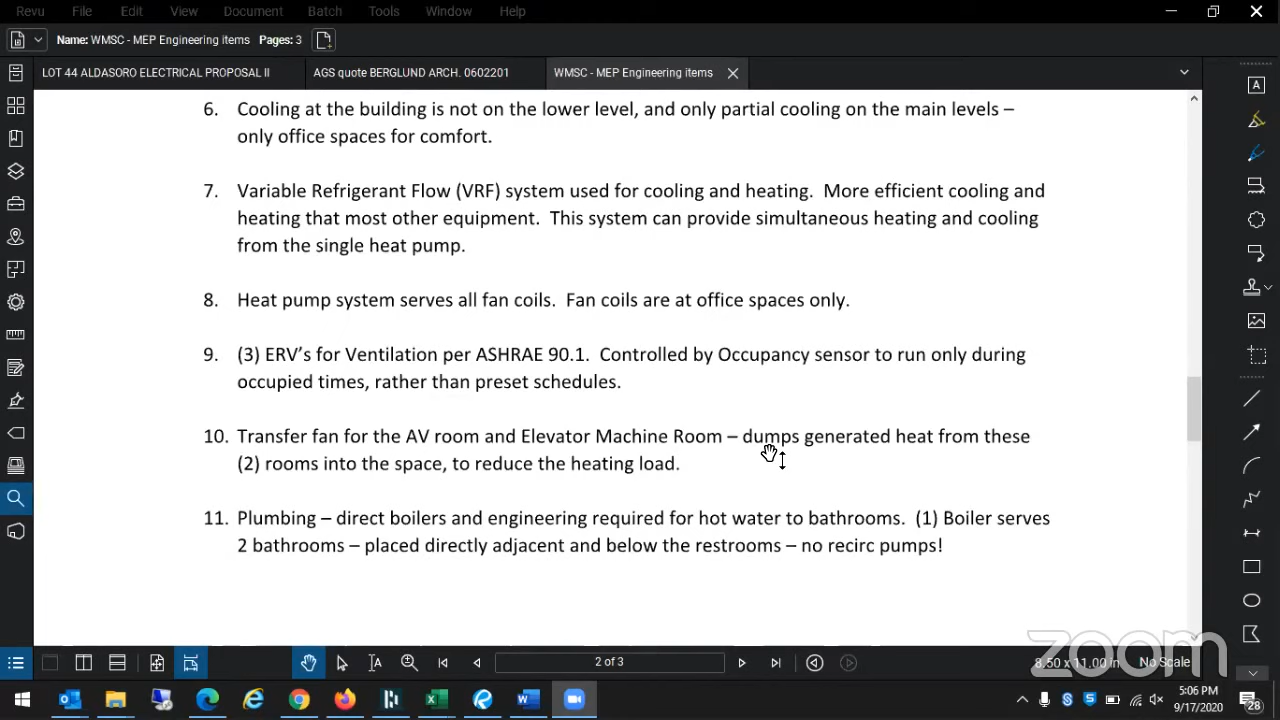 Revu File Edit View Document Batch Tools Window Help
Name: WMSC - MEP Engineering items Pages: 3
LOT 44 ALDASORO ELECTRICAL PROPOSAL II AGS quote BERGLUND ARCH. 0602201 WMSC - MEP Engineering items
6. Cooling at the building is not on the lower level, and only partial cooling on the main levels –
only office spaces for comfort.
7. Variable Refrigerant Flow (VRF) system used for cooling and heating. More efficient cooling and
heating that most other equipment. This system can provide simultaneous heating and cooling
from the single heat pump.
8. Heat pump system serves all fan coils. Fan coils are at office spaces only.
9. (3) ERV's for Ventilation per ASHRAE 90.1. Controlled by Occupancy sensor to run only during
occupied times, rather than preset schedules.
10. Transfer fan for the AV room and Elevator Machine Room – dumps generated heat from these
(2) rooms into the space, to reduce the heating load.
11. Plumbing – direct boilers and engineering required for hot water to bathrooms. (1) Boiler serves
2 bathrooms – placed directly adjacent and below the restrooms – no recirc pumps!
zoom
2 of 3 8.50 x 11.00 in No Scale
5:06 PM
9/17/2020 28